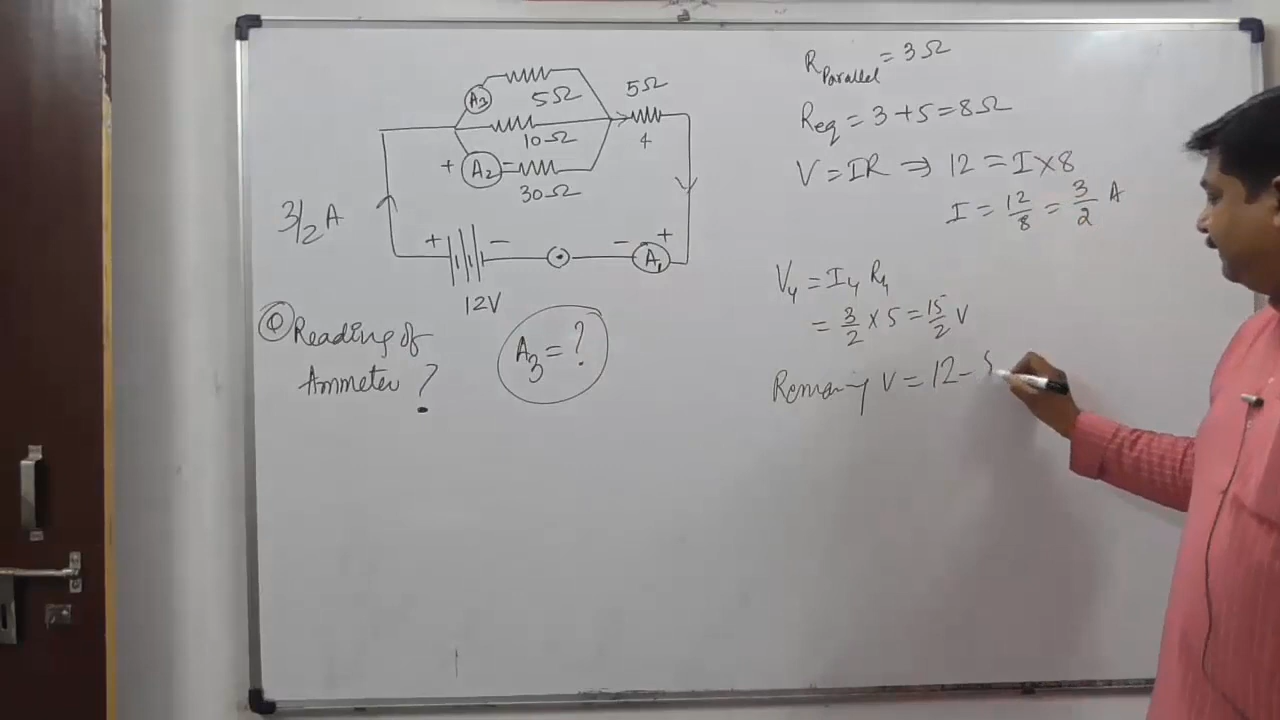 A3
5Ω
10Ω
+ A2
30Ω
5Ω
4
3/2 A
+ −
12V
− +
A1
Q Reading of
Ammeter ?
A3 = ?
R Parallel = 3Ω
Req = 3+5=8Ω
V = IR ⇒ 12 = I×8
I = 12/8 = 3/2 A
V4 = I4 R4
= 3/2 × 5 = 15/2 V
V = 12 −